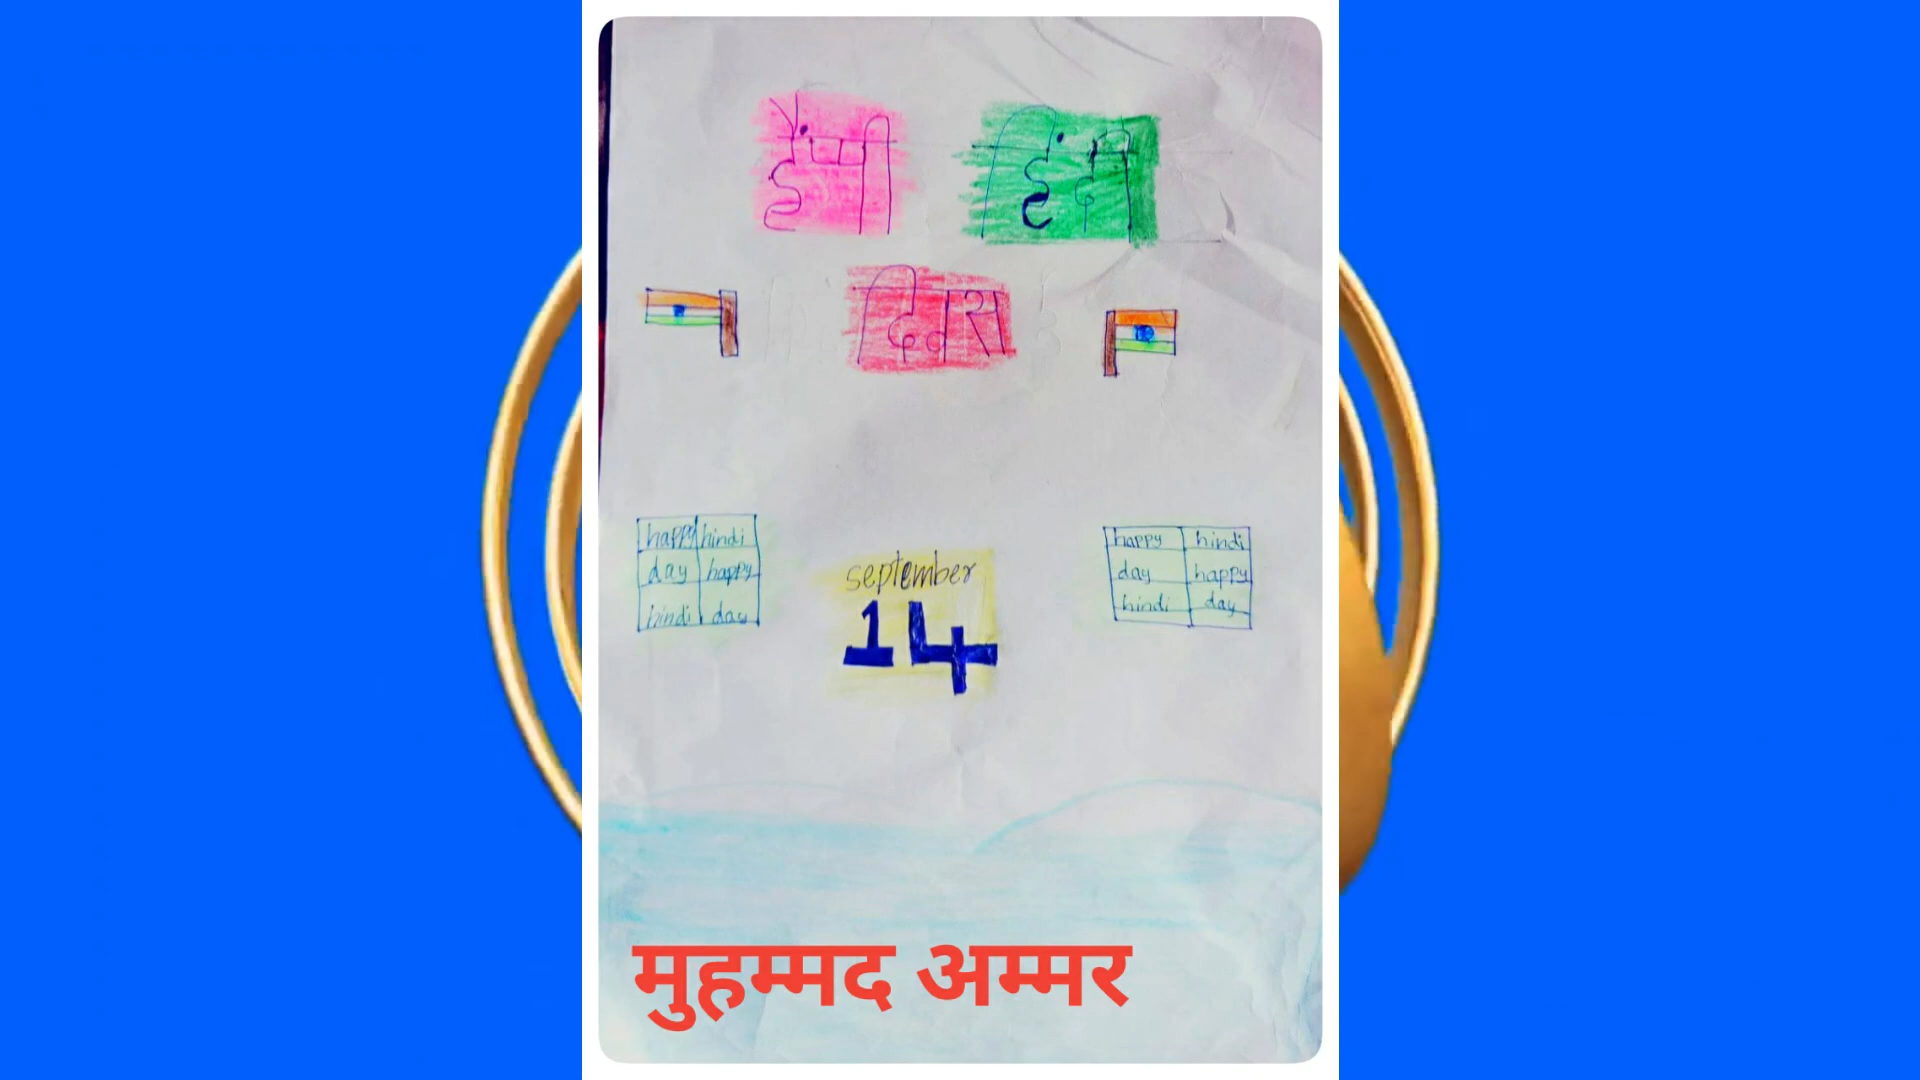 हैप्पी हिंदी
दिवस
happy hindi
day happy
hindi day
september
14
happy hindi
day happy
hindi day
मुहम्मद अम्मर